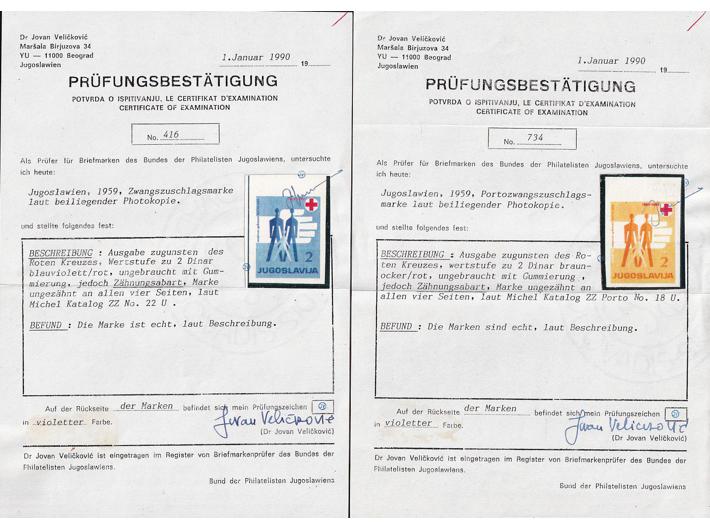 Dr Jovan Veličković
Maršala Birjuzova 34
YU — 11000 Beograd
Jugoslawien
1.Januar 1990
19
PRÜFUNGSBESTÄTIGUNG
POTVRDA O ISPITIVANJU, LE CERTIFIKAT D'EXAMINATION
CERTIFICATE OF EXAMINATION
No. 416
Als Prüfer für Briefmarken des Bundes der Philatelisten Jugoslawiens, untersuchte
ich heute:
Jugoslawien, 1959, Zwangszuschlagsmarke
laut beiliegender Photokopie.
und stellte folgendes fest:
2
JUGOSLAVIJA
BESCHREIBUNG : Ausgabe zugunsten des
Roten Kreuzes, Wertstufe zu 2 Dinar
blauviolett/rot, ungebraucht mit Gum-
mierung, jedoch Zähnungsabart, Marke
ungezähnt an allen vier Seiten, laut
Michel Katalog ZZ No. 22 U .
BEFUND : Die Marke ist echt, laut Beschreibung.
Auf der Rückseite der Marken befindet sich mein Prüfungszeichen
in violetter Farbe.
Jovan Veličković
(Dr Jovan Veličković)
Dr Jovan Veličković ist eingetragen im Register von Briefmarkenprüfer des Bundes der
Philatelisten Jugoslawiens.
Bund der Philatelisten Jugoslawiens
Dr Jovan Veličković
Maršala Birjuzova 34
YU — 11000 Beograd
Jugoslawien
1.Januar 1990
19
PRÜFUNGSBESTÄTIGUNG
POTVRDA O ISPITIVANJU, LE CERTIFIKAT D'EXAMINATION
CERTIFICATE OF EXAMINATION
No. 734
Als Prüfer für Briefmarken des Bundes der Philatelisten Jugoslawiens, untersuchte
ich heute:
Jugoslawien, 1959, Portozwangszuschlags-
marke laut beiliegender Photokopie.
und stellte folgendes fest:
2
JUGOSLAVIJA
BESCHREIBUNG : Ausgabe zugunsten des Ro-
ten Kreuzes, wertstufe zu 2 Dinar braun-
ocker/rot, ungebraucht mit Gummierung ,
jedoch Zähnungsabart, Marke ungezähnt an
allen vier Seiten, laut Michel Katalog ZZ Porto No. 18 U.
BEFUND : Die Marken sind echt, laut Beschreibung.
Auf der Rückseite der Marken befindet sich mein Prüfungszeichen
in violetter Farbe.
Jovan Veličković
(Dr Jovan Veličković)
Dr Jovan Veličković ist eingetragen im Register von Briefmarkenprüfer des Bundes der
Philatelisten Jugoslawiens.
Bund der Philatelisten Jugoslawiens